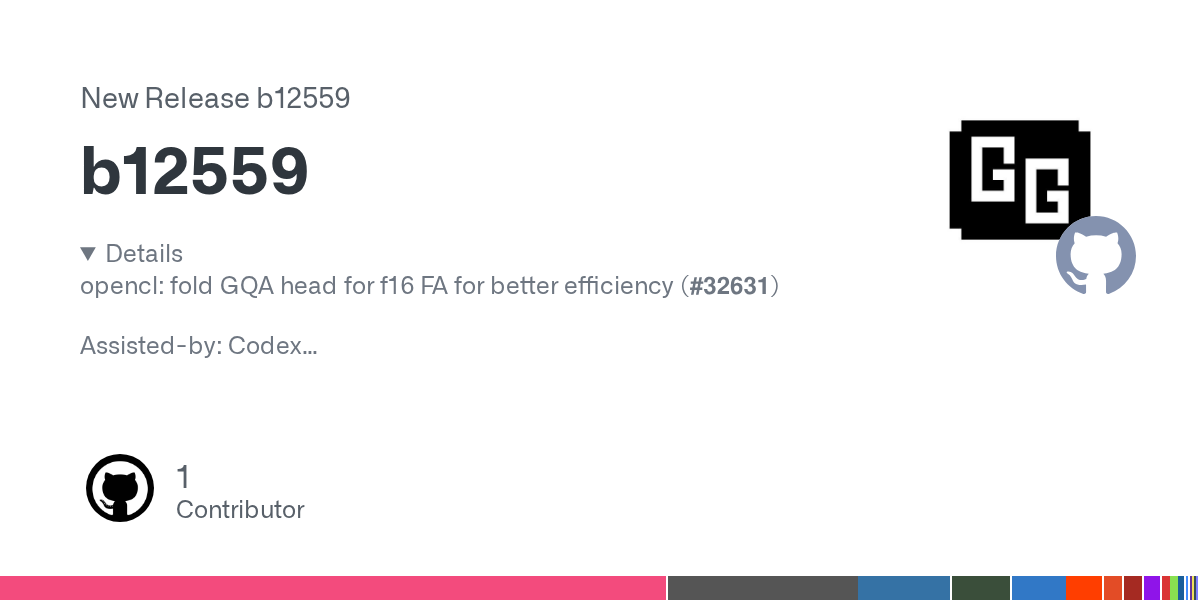 New Release b12559
b12559
▼ Details
opencl: fold GQA head for f16 FA for better efficiency (#32631)
Assisted-by: Codex...
GG
1
Contributor